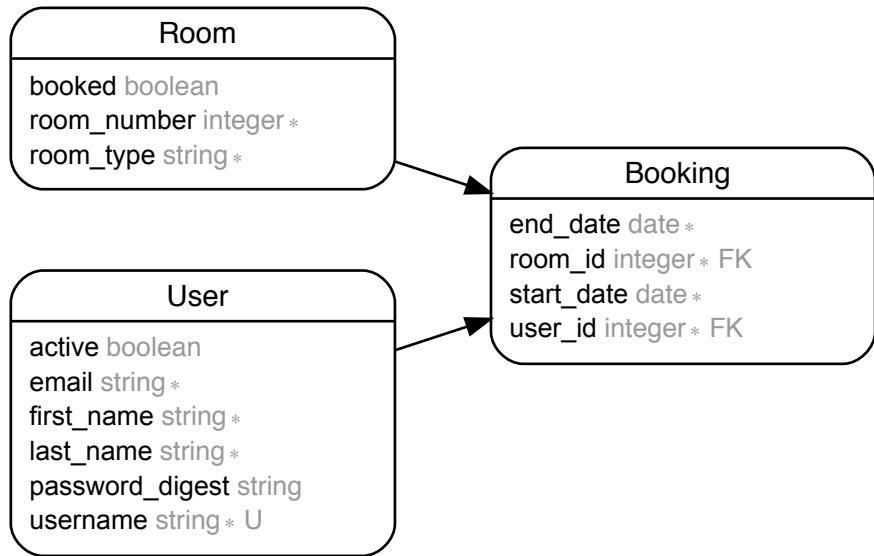 Room
booked boolean
room_number integer *
room_type string *
Booking
end_date date *
room_id integer * FK
start_date date *
user_id integer * FK
User
active boolean
email string *
first_name string *
last_name string *
password_digest string
username string * U